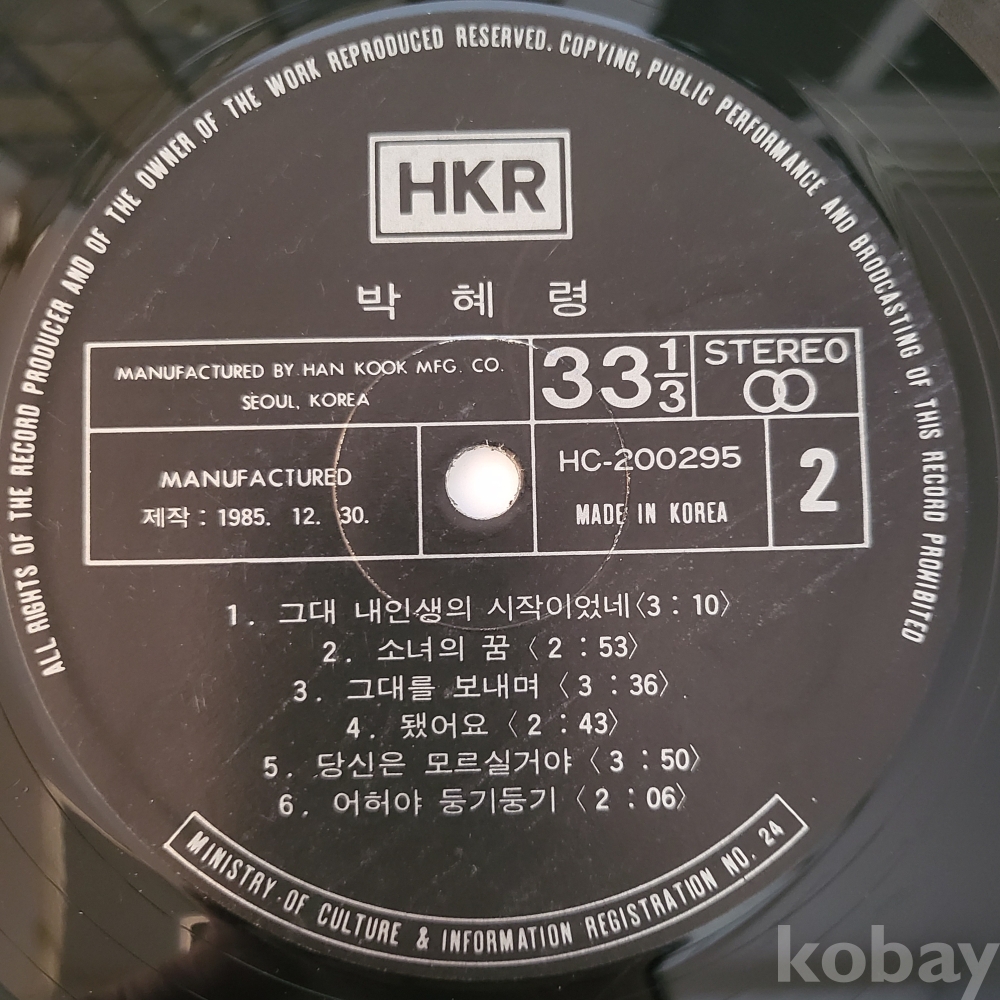 ALL RIGHTS OF THE RECORD PRODUCER AND OF THE OWNER OF THE WORK REPRODUCED RESERVED. COPYING, PUBLIC PERFORMANCE AND BRODCASTING OF THIS RECORD PROHIBITED
HKR
박 혜 령
MANUFACTURED BY HAN KOOK MFG. CO.
SEOUL, KOREA
33 1/3
STEREO
MANUFACTURED
제작 : 1985. 12. 30.
HC-200295
MADE IN KOREA
2
1. 그대 내인생의 시작이었네〈3 : 10〉
2. 소녀의 꿈〈2 : 53〉
3. 그대를 보내며〈3 : 36〉
4. 됐어요〈2 : 43〉
5. 당신은 모르실거야〈3 : 50〉
6. 어허야 둥기둥기〈2 : 06〉
MINISTRY OF CULTURE & INFORMATION REGISTRATION NO. 24
kobay